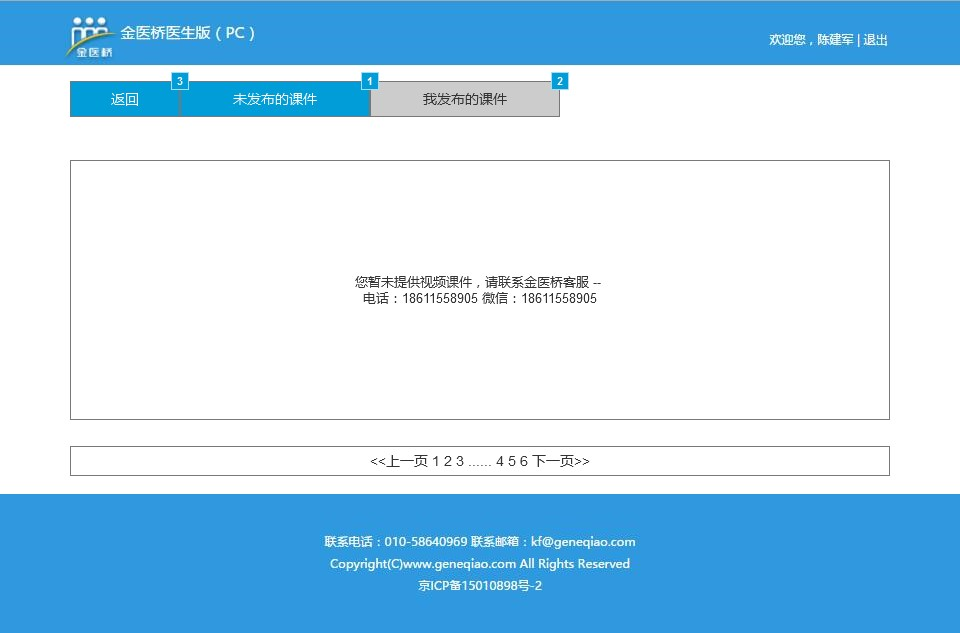 金医桥
金医桥医生版（PC）
欢迎您，陈建军 | 退出
3
1
2
返回
未发布的课件
我发布的课件
您暂未提供视频课件，请联系金医桥客服 --
电话：18611558905 微信：18611558905
<<上一页 1 2 3 ...... 4 5 6 下一页>>
联系电话：010-58640969 联系邮箱：kf@geneqiao.com
Copyright(C)www.geneqiao.com All Rights Reserved
京ICP备15010898号-2